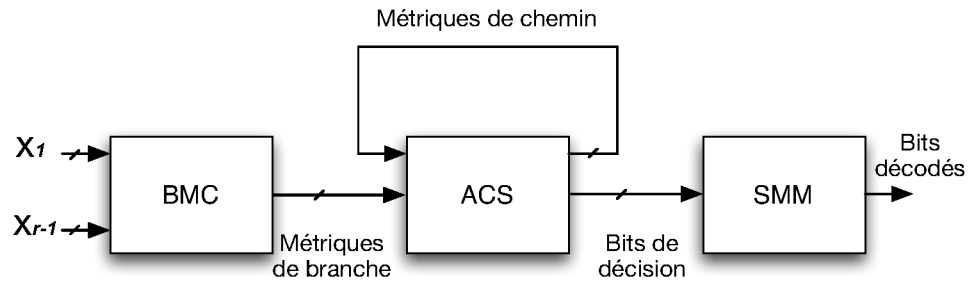 Métriques de chemin
X1
Xr-1
BMC
ACS
SMM
Métriques
de branche
Bits de
décision
Bits
décodés